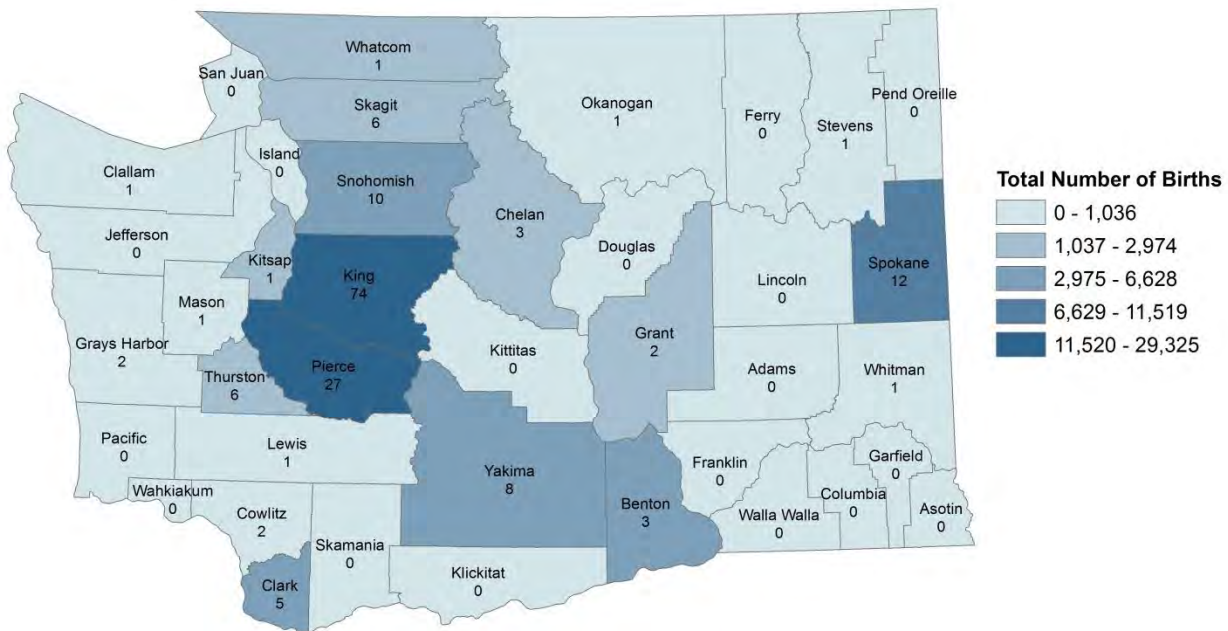 Whatcom
1
San Juan
0
Skagit
6
Okanogan
1
Ferry
0
Stevens
1
Pend Oreille
0
Clallam
1
Island
0
Snohomish
10
Chelan
3
Douglas
0
Jefferson
0
Kitsap
1
King
74
Lincoln
0
Spokane
12
Mason
1
Grays Harbor
2
Thurston
6
Pierce
27
Kittitas
0
Grant
2
Adams
0
Whitman
1
Pacific
0
Lewis
1
Yakima
8
Benton
3
Franklin
0
Garfield
0
Wahkiakum
0
Cowlitz
2
Skamania
0
Walla Walla
0
Columbia
0
Asotin
0
Clark
5
Klickitat
0
Total Number of Births
0 - 1,036
1,037 - 2,974
2,975 - 6,628
6,629 - 11,519
11,520 - 29,325